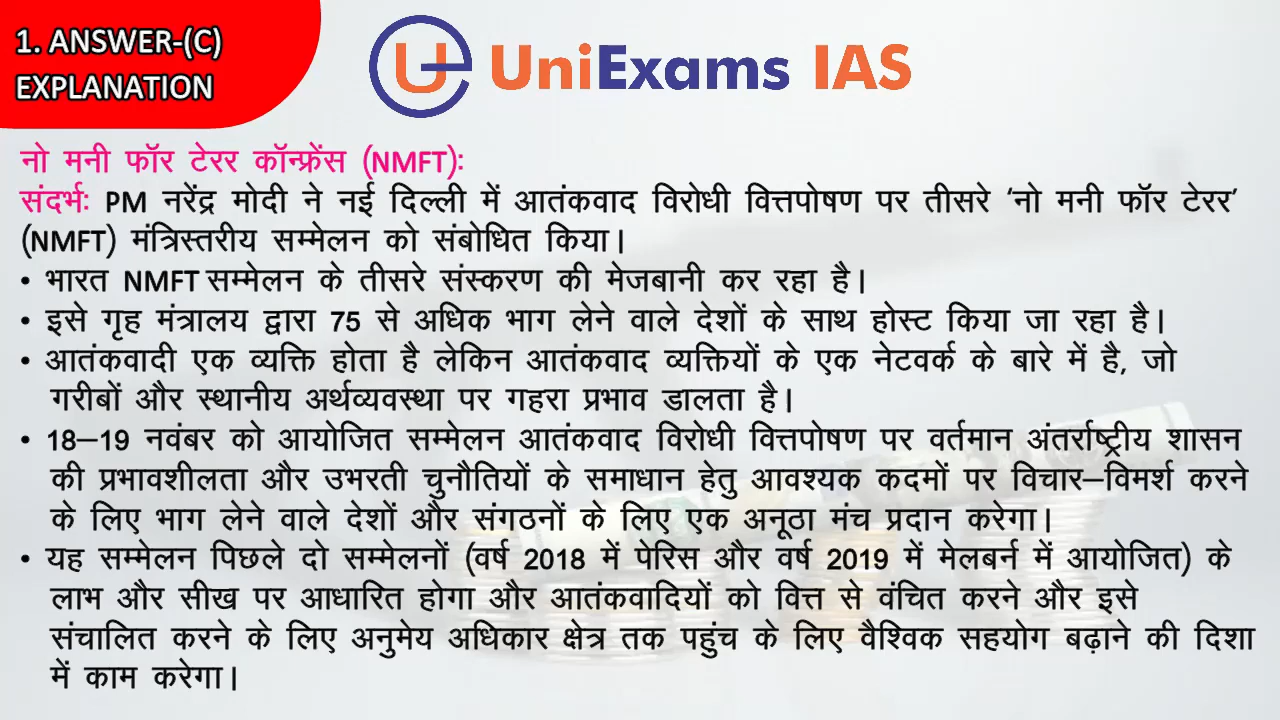 1. ANSWER-(C)
EXPLANATION
UniExams IAS
नो मनी फॉर टेरर कॉन्फ्रेंस (NMFT):
संदर्भः PM नरेंद्र मोदी ने नई दिल्ली में आतंकवाद विरोधी वित्तपोषण पर तीसरे ‘नो मनी फॉर टेरर’
(NMFT) मंत्रिस्तरीय सम्मेलन को संबोधित किया।
• भारत NMFT सम्मेलन के तीसरे संस्करण की मेजबानी कर रहा है।
• इसे गृह मंत्रालय द्वारा 75 से अधिक भाग लेने वाले देशों के साथ होस्ट किया जा रहा है।
• आतंकवादी एक व्यक्ति होता है लेकिन आतंकवाद व्यक्तियों के एक नेटवर्क के बारे में है, जो
गरीबों और स्थानीय अर्थव्यवस्था पर गहरा प्रभाव डालता है।
• 18–19 नवंबर को आयोजित सम्मेलन आतंकवाद विरोधी वित्तपोषण पर वर्तमान अंतर्राष्ट्रीय शासन
की प्रभावशीलता और उभरती चुनौतियों के समाधान हेतु आवश्यक कदमों पर विचार–विमर्श करने
के लिए भाग लेने वाले देशों और संगठनों के लिए एक अनूठा मंच प्रदान करेगा।
• यह सम्मेलन पिछले दो सम्मेलनों (वर्ष 2018 में पेरिस और वर्ष 2019 में मेलबर्न में आयोजित) के
लाभ और सीख पर आधारित होगा और आतंकवादियों को वित्त से वंचित करने और इसे
संचालित करने के लिए अनुमेय अधिकार क्षेत्र तक पहुंच के लिए वैश्विक सहयोग बढ़ाने की दिशा
में काम करेगा।